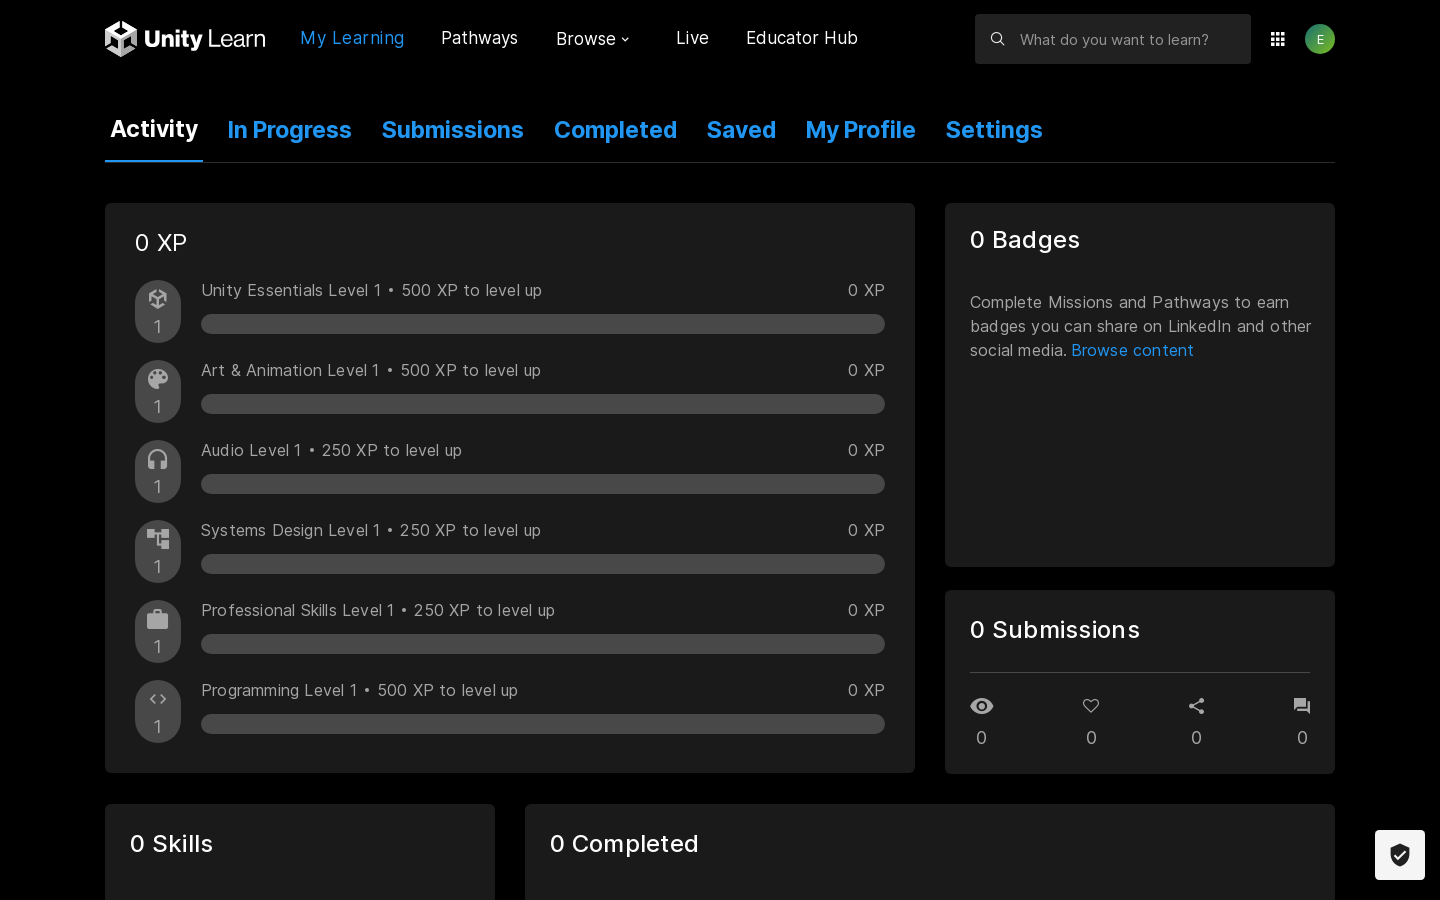 Unity Learn
My Learning
Pathways
Browse
Live
Educator Hub
What do you want to learn?
E
Activity
In Progress
Submissions
Completed
Saved
My Profile
Settings
0 XP
1
Unity Essentials Level 1 • 500 XP to level up
0 XP
1
Art & Animation Level 1 • 500 XP to level up
0 XP
1
Audio Level 1 • 250 XP to level up
0 XP
1
Systems Design Level 1 • 250 XP to level up
0 XP
1
Professional Skills Level 1 • 250 XP to level up
0 XP
1
Programming Level 1 • 500 XP to level up
0 XP
0 Badges
Complete Missions and Pathways to earn
badges you can share on LinkedIn and other
social media. Browse content
0 Submissions
0
0
0
0
0 Skills
0 Completed